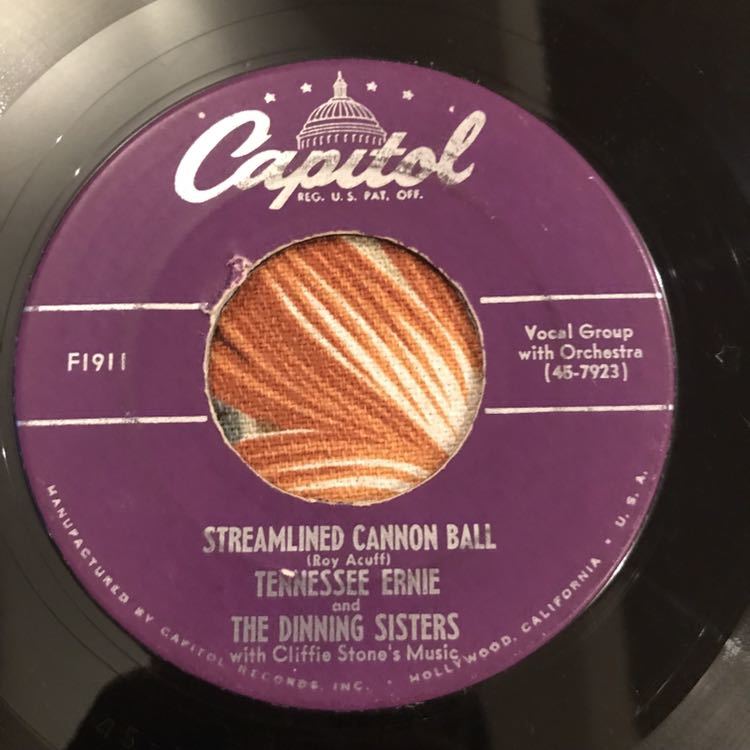 Capitol
REG. U.S. PAT. OFF.
F1911
Vocal Group
with Orchestra
(45-7923)
STREAMLINED CANNON BALL
(Roy Acuff)
TENNESSEE ERNIE
and
THE DINNING SISTERS
with Cliffie Stone's Music
MANUFACTURED BY CAPITOL RECORDS, INC. • HOLLYWOOD, CALIFORNIA • U.S.A.
45